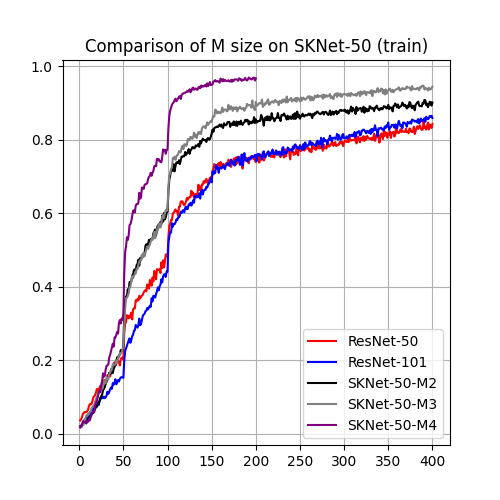 Comparison of M size on SKNet-50 (train)
1.0
0.8
0.6
0.4
0.2
0.0
0 50 100 150 200 250 300 350 400
ResNet-50
ResNet-101
SKNet-50-M2
SKNet-50-M3
SKNet-50-M4